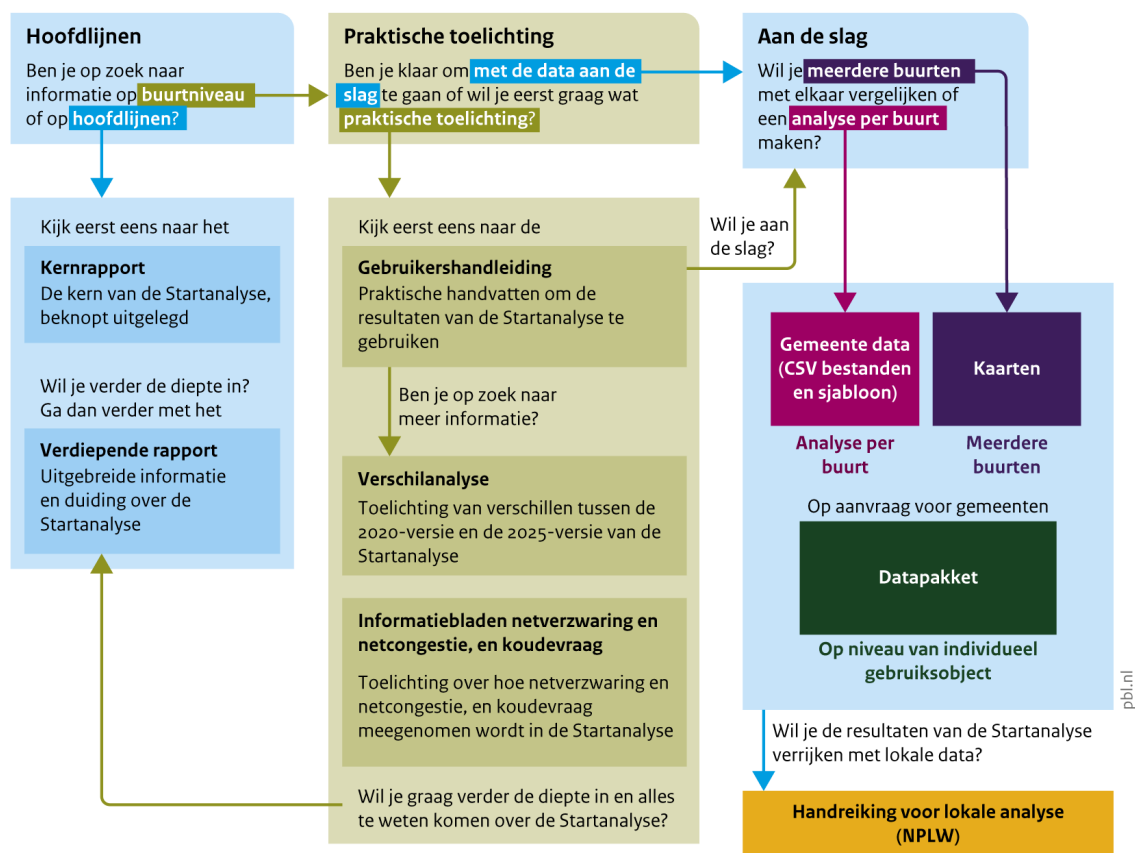 Hoofdlijnen
Ben je op zoek naar
informatie op buurtniveau
of op hoofdlijnen?
Kijk eerst eens naar het
Kernrapport
De kern van de Startanalyse,
beknopt uitgelegd
Wil je verder de diepte in?
Ga dan verder met het
Verdiepende rapport
Uitgebreide informatie
en duiding over de
Startanalyse
Praktische toelichting
Ben je klaar om met de data aan de
slag te gaan of wil je eerst graag wat
praktische toelichting?
Kijk eerst eens naar de
Gebruikershandleiding
Praktische handvatten om de
resultaten van de Startanalyse te
gebruiken
Ben je op zoek naar
meer informatie?
Verschilanalyse
Toelichting van verschillen tussen de
2020-versie en de 2025-versie van de
Startanalyse
Informatiebladen netverzwaring en
netcongestie, en koudevraag
Toelichting over hoe netverzwaring en
netcongestie, en koudevraag
meegenomen wordt in de Startanalyse
Wil je graag verder de diepte in en alles
te weten komen over de Startanalyse?
Wil je aan
de slag?
Aan de slag
Wil je meerdere buurten
met elkaar vergelijken of
een analyse per buurt
maken?
Gemeente data
(CSV bestanden
en sjabloon)
Analyse per
buurt
Kaarten
Meerdere
buurten
Op aanvraag voor gemeenten
Datapakket
Op niveau van individueel
gebruiksobject
Wil je de resultaten van de Startanalyse
verrijken met lokale data?
Handreiking voor lokale analyse
(NPLW)
pbl.nl